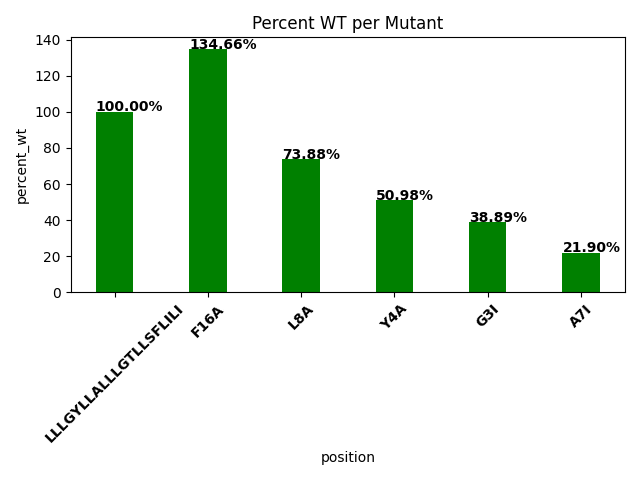 Percent WT per Mutant
percent_wt
140
120
100
80
60
40
20
0
100.00%
134.66%
73.88%
50.98%
38.89%
21.90%
LLLGYLLALLLGTLLSFLILI
F16A
L8A
Y4A
G3I
A7I
position